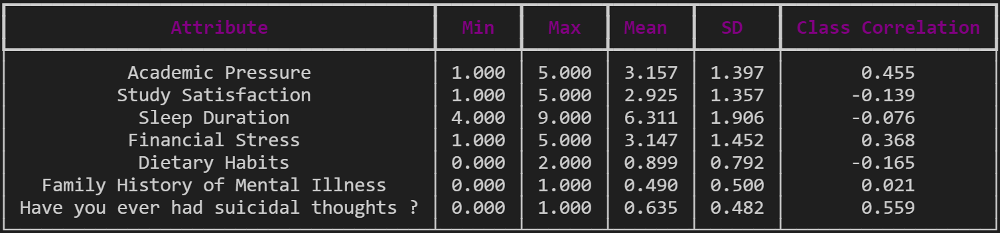 Attribute Min Max Mean SD Class Correlation
Academic Pressure 1.000 5.000 3.157 1.397 0.455
Study Satisfaction 1.000 5.000 2.925 1.357 -0.139
Sleep Duration 4.000 9.000 6.311 1.906 -0.076
Financial Stress 1.000 5.000 3.147 1.452 0.368
Dietary Habits 0.000 2.000 0.899 0.792 -0.165
Family History of Mental Illness 0.000 1.000 0.490 0.500 0.021
Have you ever had suicidal thoughts ? 0.000 1.000 0.635 0.482 0.559